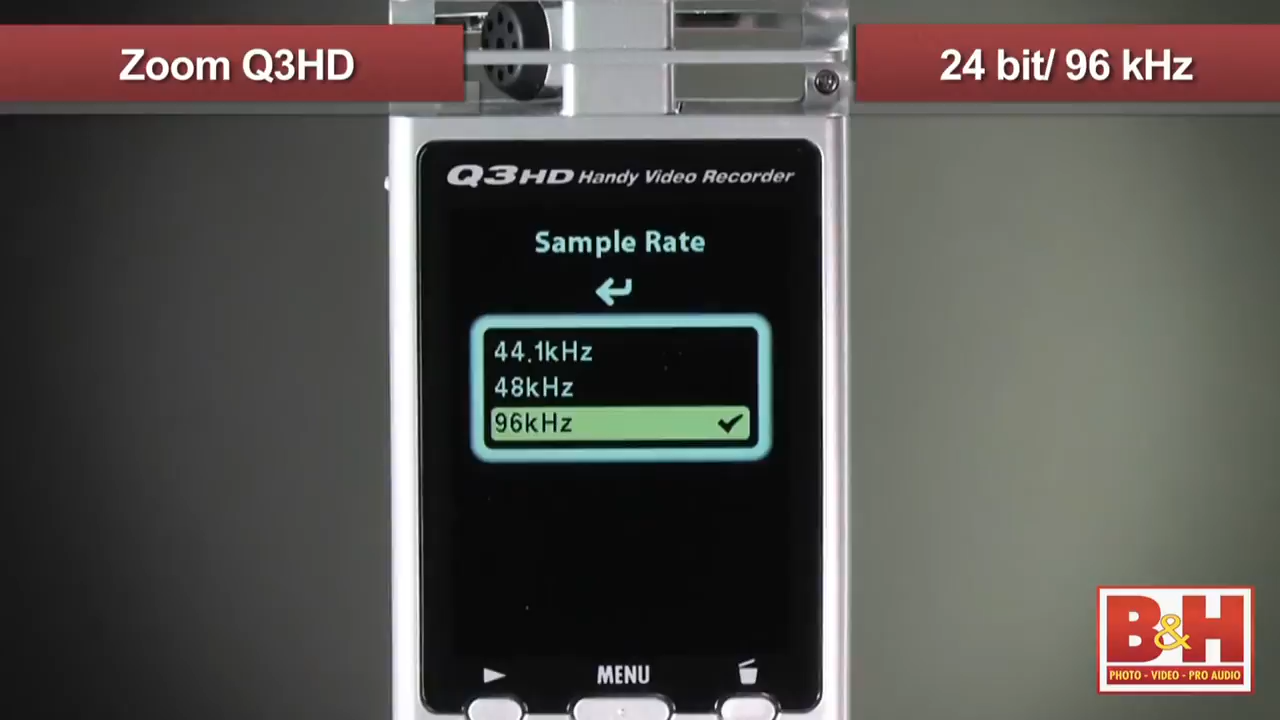 Zoom Q3HD
24 bit/ 96 kHz
Q3HD Handy Video Recorder
Sample Rate
44.1kHz
48kHz
96kHz
MENU
B&H
PHOTO - VIDEO - PRO AUDIO